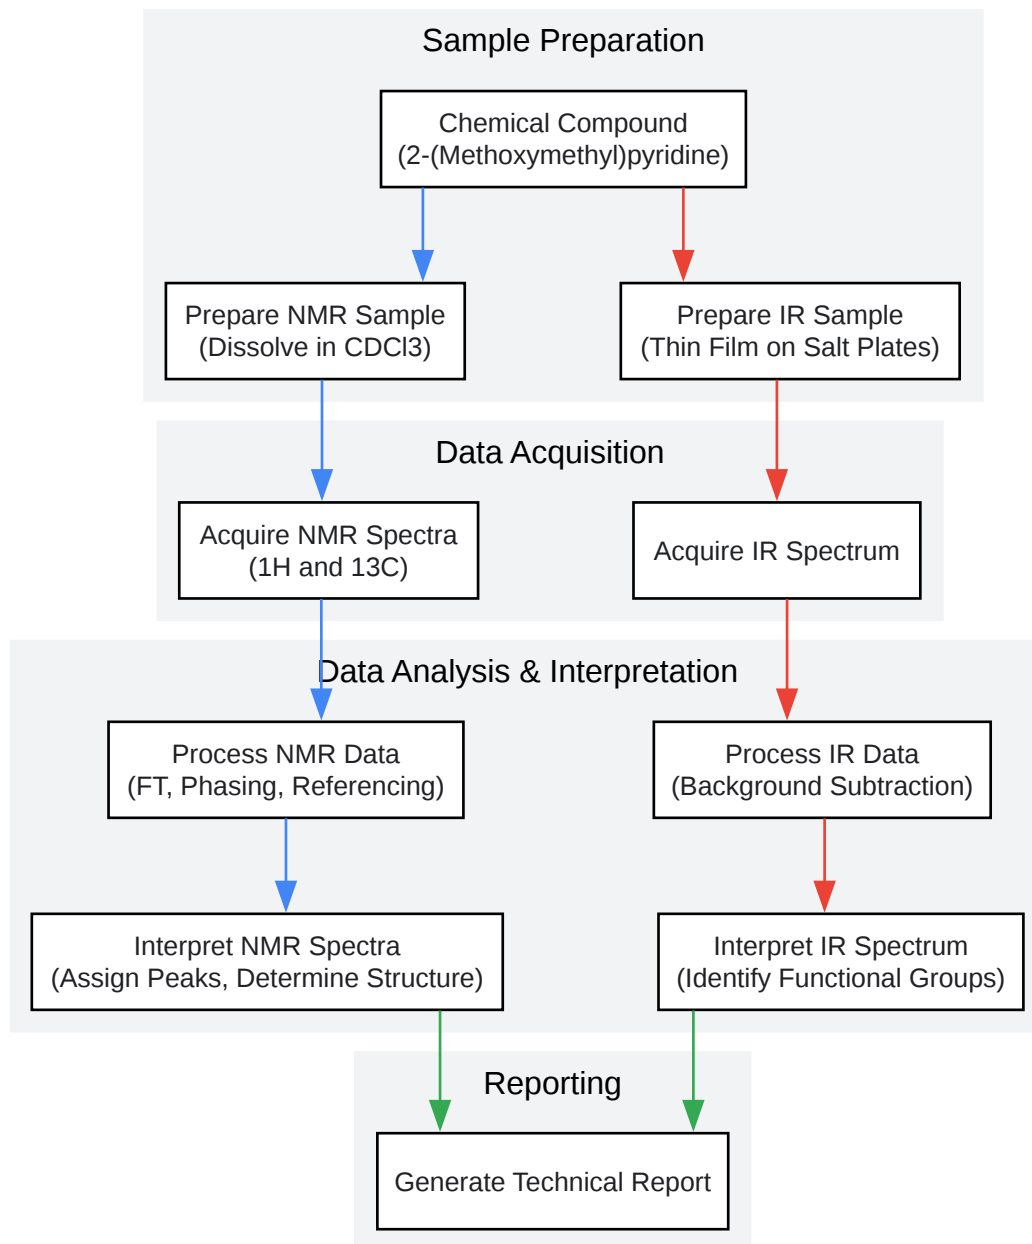 Sample Preparation
Chemical Compound
(2-(Methoxymethyl)pyridine)
Prepare NMR Sample
(Dissolve in CDCl3)
Prepare IR Sample
(Thin Film on Salt Plates)
Data Acquisition
Acquire NMR Spectra
(1H and 13C)
Acquire IR Spectrum
Data Analysis & Interpretation
Process NMR Data
(FT, Phasing, Referencing)
Process IR Data
(Background Subtraction)
Interpret NMR Spectra
(Assign Peaks, Determine Structure)
Interpret IR Spectrum
(Identify Functional Groups)
Reporting
Generate Technical Report